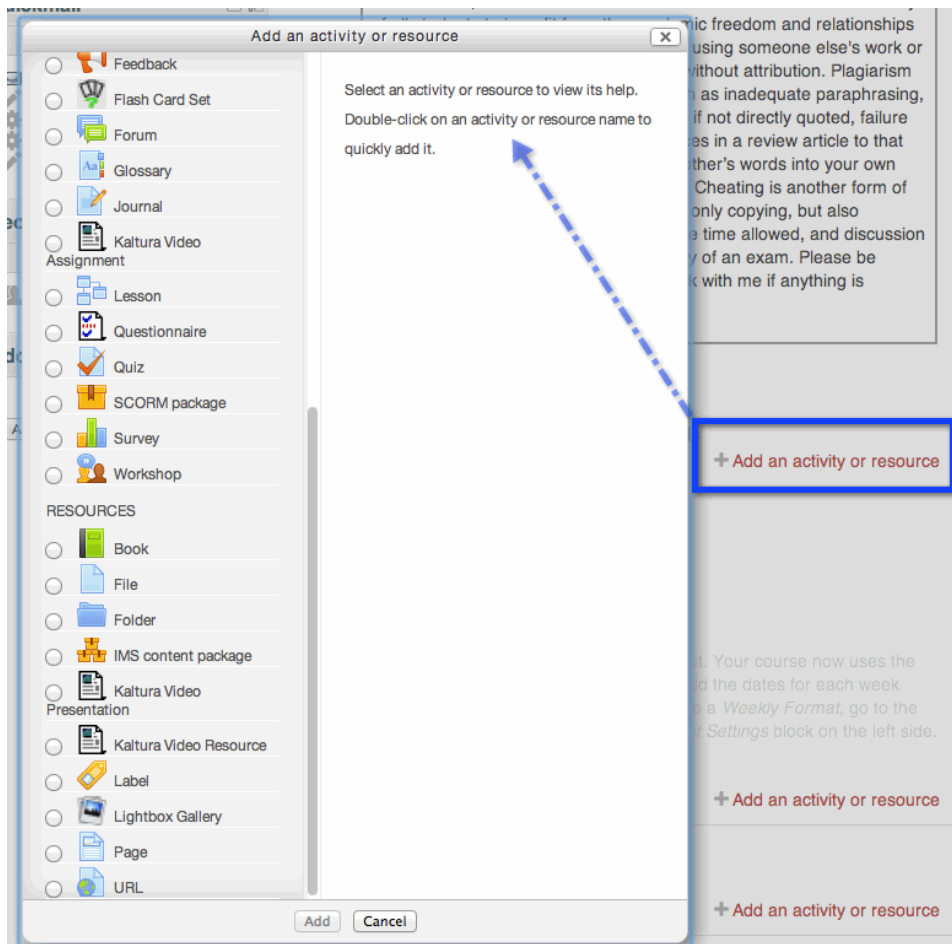 Add an activity or resource
Feedback
Flash Card Set
Forum
Glossary
Journal
Kaltura Video
Assignment
Lesson
Questionnaire
Quiz
SCORM package
Survey
Workshop
RESOURCES
Book
File
Folder
IMS content package
Kaltura Video
Presentation
Kaltura Video Resource
Label
Lightbox Gallery
Page
URL
Select an activity or resource to view its help.
Double-click on an activity or resource name to
quickly add it.
Add
Cancel
freedom and relationships
using someone else's work or
without attribution. Plagiarism
as inadequate paraphrasing,
if not directly quoted, failure
in a review article to that
words into your own
Cheating is another form of
only copying, but also
time allowed, and discussion
of an exam. Please be
with me if anything is
+ Add an activity or resource
Your course now uses the
the dates for each week
a Weekly Format, go to the
Settings block on the left side.
+ Add an activity or resource
+ Add an activity or resource